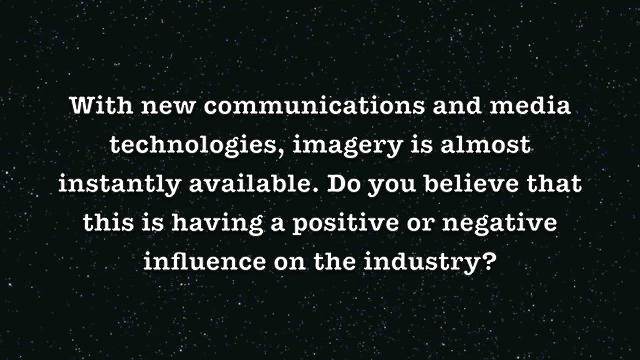 With new communications and media
technologies, imagery is almost
instantly available. Do you believe that
this is having a positive or negative
influence on the industry?